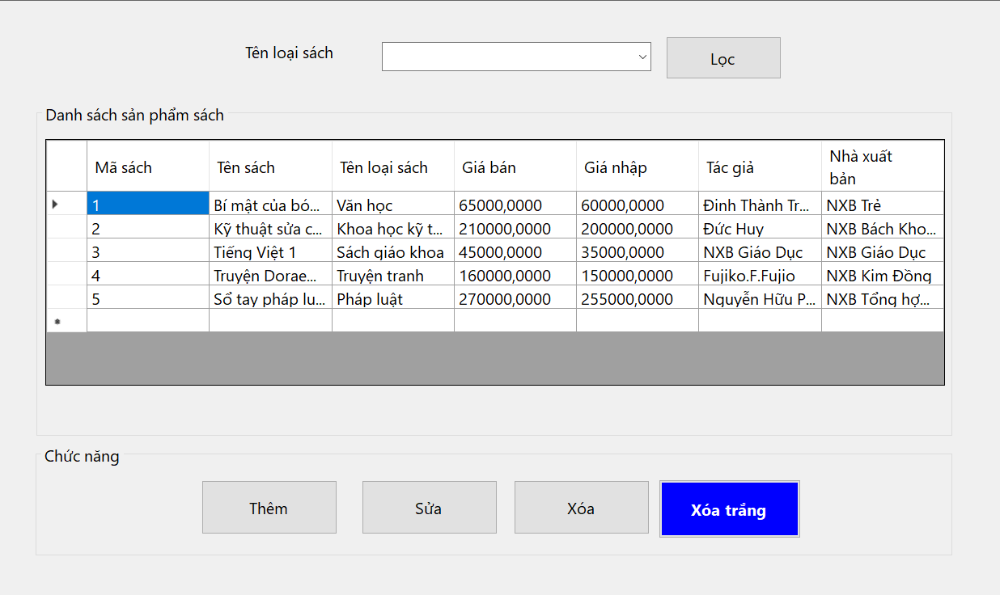 Tên loại sách
Lọc
Danh sách sản phẩm sách
Mã sách Tên sách Tên loại sách Giá bán Giá nhập Tác giả Nhà xuất bản
1 Bí mật của bó... Văn học 65000,0000 60000,0000 Đinh Thành Tr... NXB Trẻ
2 Kỹ thuật sửa c... Khoa học kỹ t... 210000,0000 200000,0000 Đức Huy NXB Bách Kho...
3 Tiếng Việt 1 Sách giáo khoa 45000,0000 35000,0000 NXB Giáo Dục NXB Giáo Dục
4 Truyện Dorae... Truyện tranh 160000,0000 150000,0000 Fujiko.F.Fujio NXB Kim Đồng
5 Sổ tay pháp lu... Pháp luật 270000,0000 255000,0000 Nguyễn Hữu P... NXB Tổng hợ...
Chức năng
Thêm Sửa Xóa Xóa trắng